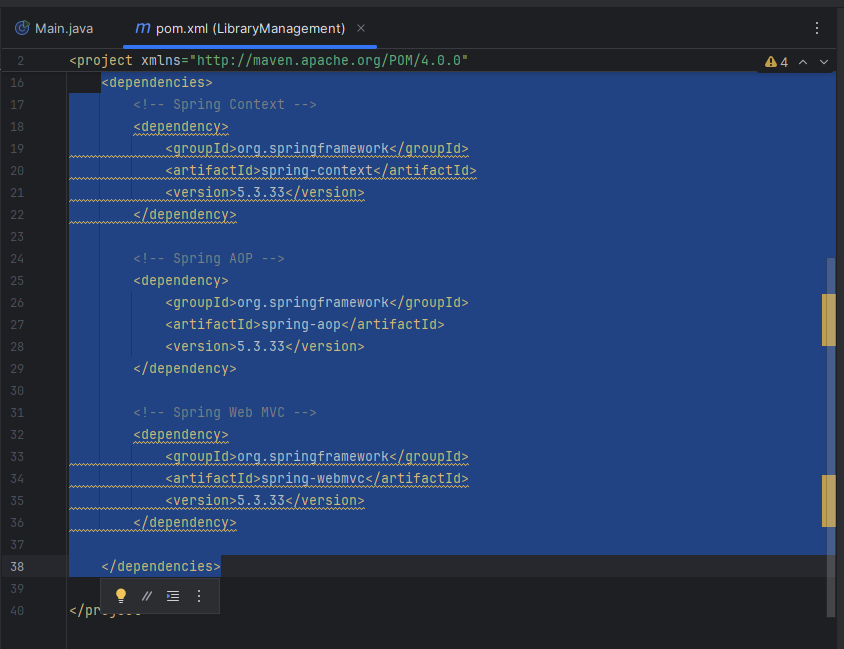 Main.java
m pom.xml (LibraryManagement)
2 <project xmlns="http://maven.apache.org/POM/4.0.0"
4
16 <dependencies>
17 <!-- Spring Context -->
18 <dependency>
19 <groupId>org.springframework</groupId>
20 <artifactId>spring-context</artifactId>
21 <version>5.3.33</version>
22 </dependency>
23
24 <!-- Spring AOP -->
25 <dependency>
26 <groupId>org.springframework</groupId>
27 <artifactId>spring-aop</artifactId>
28 <version>5.3.33</version>
29 </dependency>
30
31 <!-- Spring Web MVC -->
32 <dependency>
33 <groupId>org.springframework</groupId>
34 <artifactId>spring-webmvc</artifactId>
35 <version>5.3.33</version>
36 </dependency>
37
38 </dependencies>
39
40